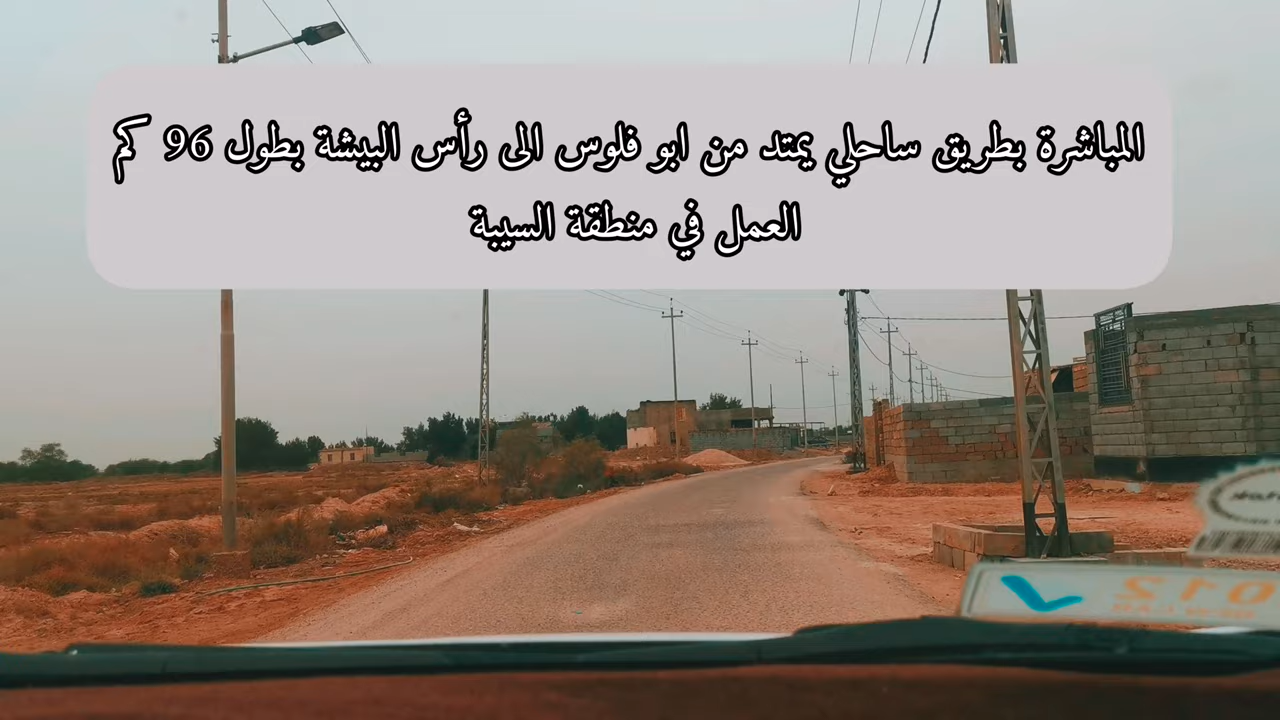 المباشرة بطريق ساحلي يمتد من ابو فلوس الى رأس البيشة بطول 96 كم
العمل في منطقة السيبة